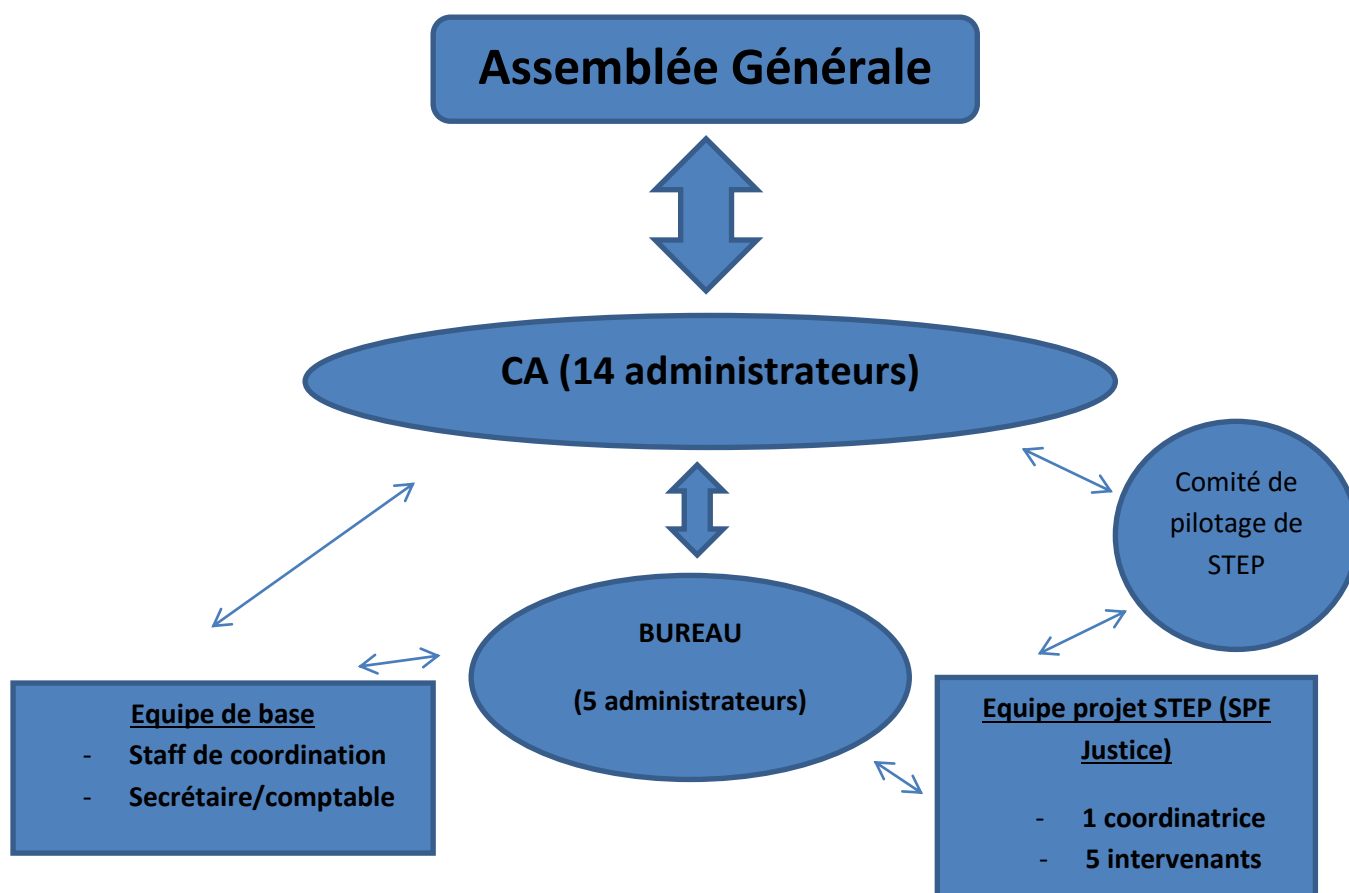 Assemblée Générale
CA (14 administrateurs)
Comité de
pilotage de
STEP
BUREAU
(5 administrateurs)
Equipe de base
- Staff de coordination
- Secrétaire/comptable
Equipe projet STEP (SPF
Justice)
- 1 coordinatrice
- 5 intervenants